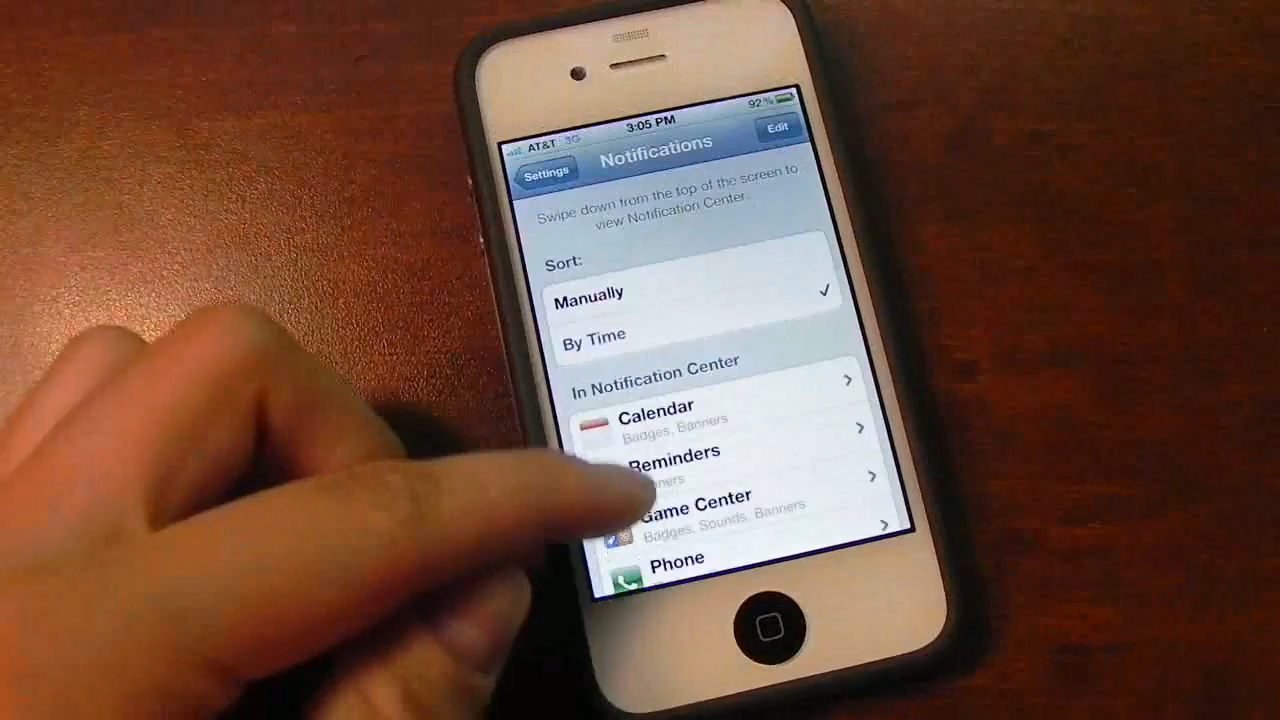 AT&T 3G 3:05 PM 92%
Settings Notifications Edit
Swipe down from the top of the screen to
view Notification Center.
Sort:
Manually
By Time
In Notification Center
Calendar
Badges, Banners
Reminders
Game Center
Badges, Sounds, Banners
Phone